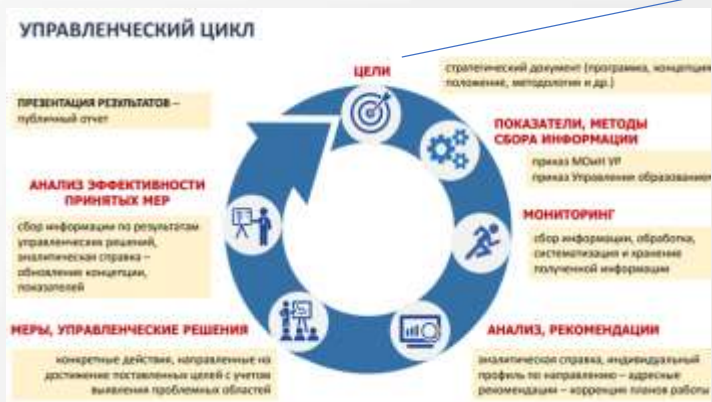 УПРАВЛЕНЧЕСКИЙ ЦИКЛ
ЦЕЛИ
стратегический документ (программа, концепция
положение, методология и др.)
ПОКАЗАТЕЛИ, МЕТОДЫ
СБОРА ИНФОРМАЦИИ
приказ МОиН УР
приказ Управление образованием
МОНИТОРИНГ
сбор информации, обработка,
систематизация и хранение
полученной информации
АНАЛИЗ, РЕКОМЕНДАЦИИ
аналитическая справка, индивидуальный
профиль по направлению – адресные
рекомендации – коррекция планов работы
МЕРЫ, УПРАВЛЕНЧЕСКИЕ РЕШЕНИЯ
конкретные действия, направленные на
достижение поставленных целей с учетом
выявления проблемных областей
АНАЛИЗ ЭФФЕКТИВНОСТИ
ПРИНЯТЫХ МЕР
сбор информации по результатам
управленческих решений,
аналитическая справка –
обновления концепции,
показателей
ПРЕЗЕНТАЦИЯ РЕЗУЛЬТАТОВ –
публичный отчет